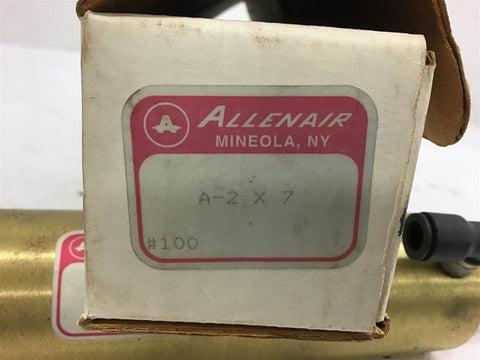 ALLENAIR
MINEOLA, NY
A-2 X 7
#100